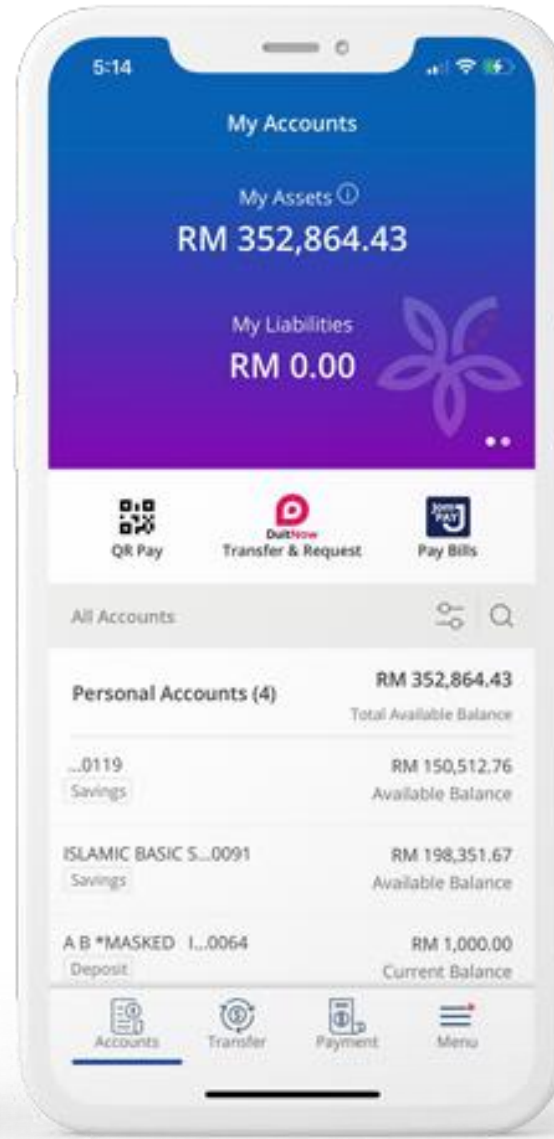 5:14
My Accounts
My Assets
RM 352,864.43
My Liabilities
RM 0.00
QR Pay
DuitNow
Transfer & Request
JomPAY
Pay Bills
All Accounts
Personal Accounts (4)
RM 352,864.43
Total Available Balance
...0119
RM 150,512.76
Savings
Available Balance
ISLAMIC BASIC S...0091
RM 198,351.67
Savings
Available Balance
A B *MASKED I...0064
RM 1,000.00
Deposit
Current Balance
Accounts
Transfer
Payment
Menu